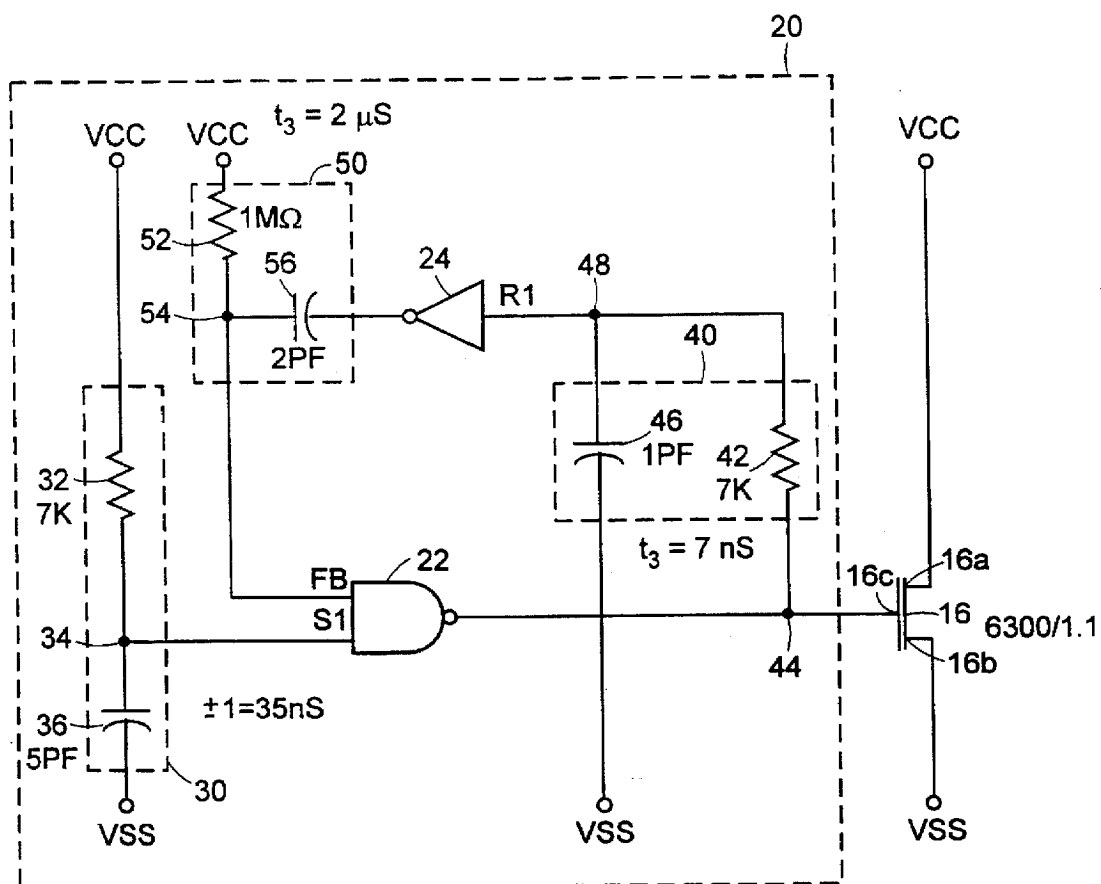 20
t₃ = 2 μS
VCC
VCC
VCC
50
1MΩ
52
56
24
48
R1
54
2PF
40
46
1PF
42
7K
32
7K
t₃ = 7 nS
22
FB
S1
16c
16a
16
6300/1.1
16b
34
44
±1=35nS
36
5PF
30
VSS
VSS
VSS